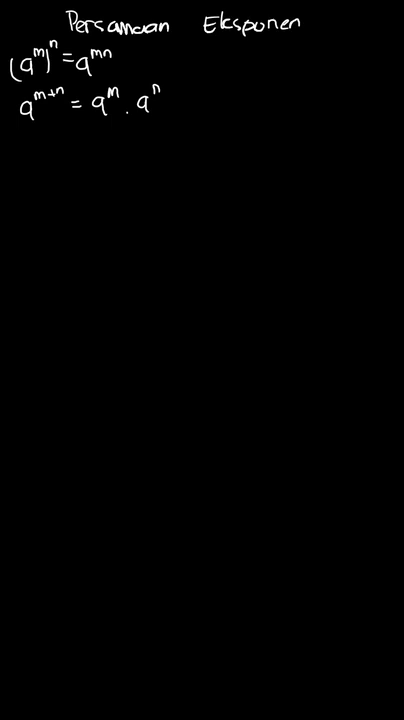 Persamaan Eksponen
(a^m)^n = a^mn
a^m+n = a^m . a^n